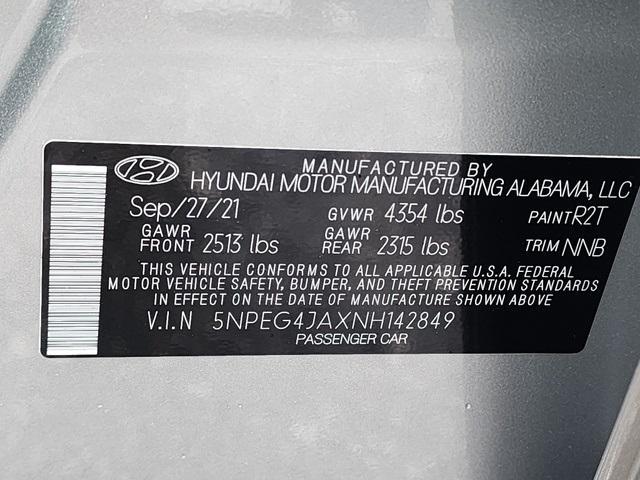 MANUFACTURED BY
HYUNDAI MOTOR MANUFACTURING ALABAMA, LLC
Sep/27/21 GVWR 4354 lbs PAINT R2T
GAWR FRONT 2513 lbs GAWR REAR 2315 lbs TRIM NNB
THIS VEHICLE CONFORMS TO ALL APPLICABLE U.S.A. FEDERAL
MOTOR VEHICLE SAFETY, BUMPER, AND THEFT PREVENTION STANDARDS
IN EFFECT ON THE DATE OF MANUFACTURE SHOWN ABOVE
V.I.N 5NPEG4JAXNH142849
PASSENGER CAR